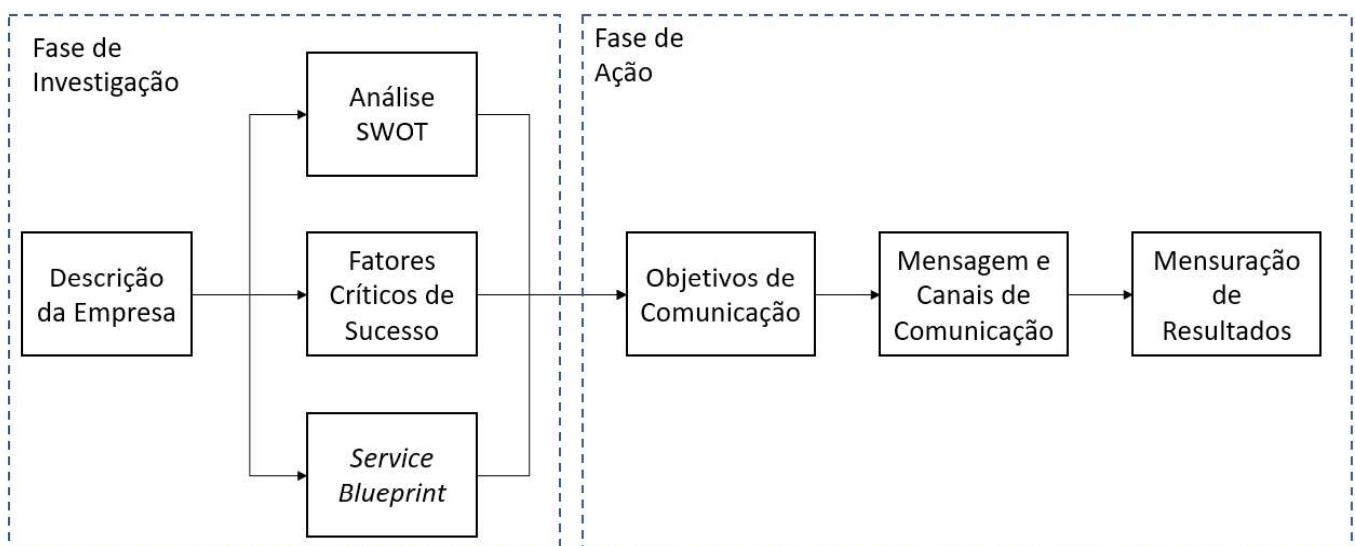 Fase de
Investigação
Análise
SWOT
Descrição
da Empresa
Fatores
Críticos de
Sucesso
Service
Blueprint
Fase de
Ação
Objetivos de
Comunicação
Mensagem e
Canais de
Comunicação
Mensuração
de
Resultados